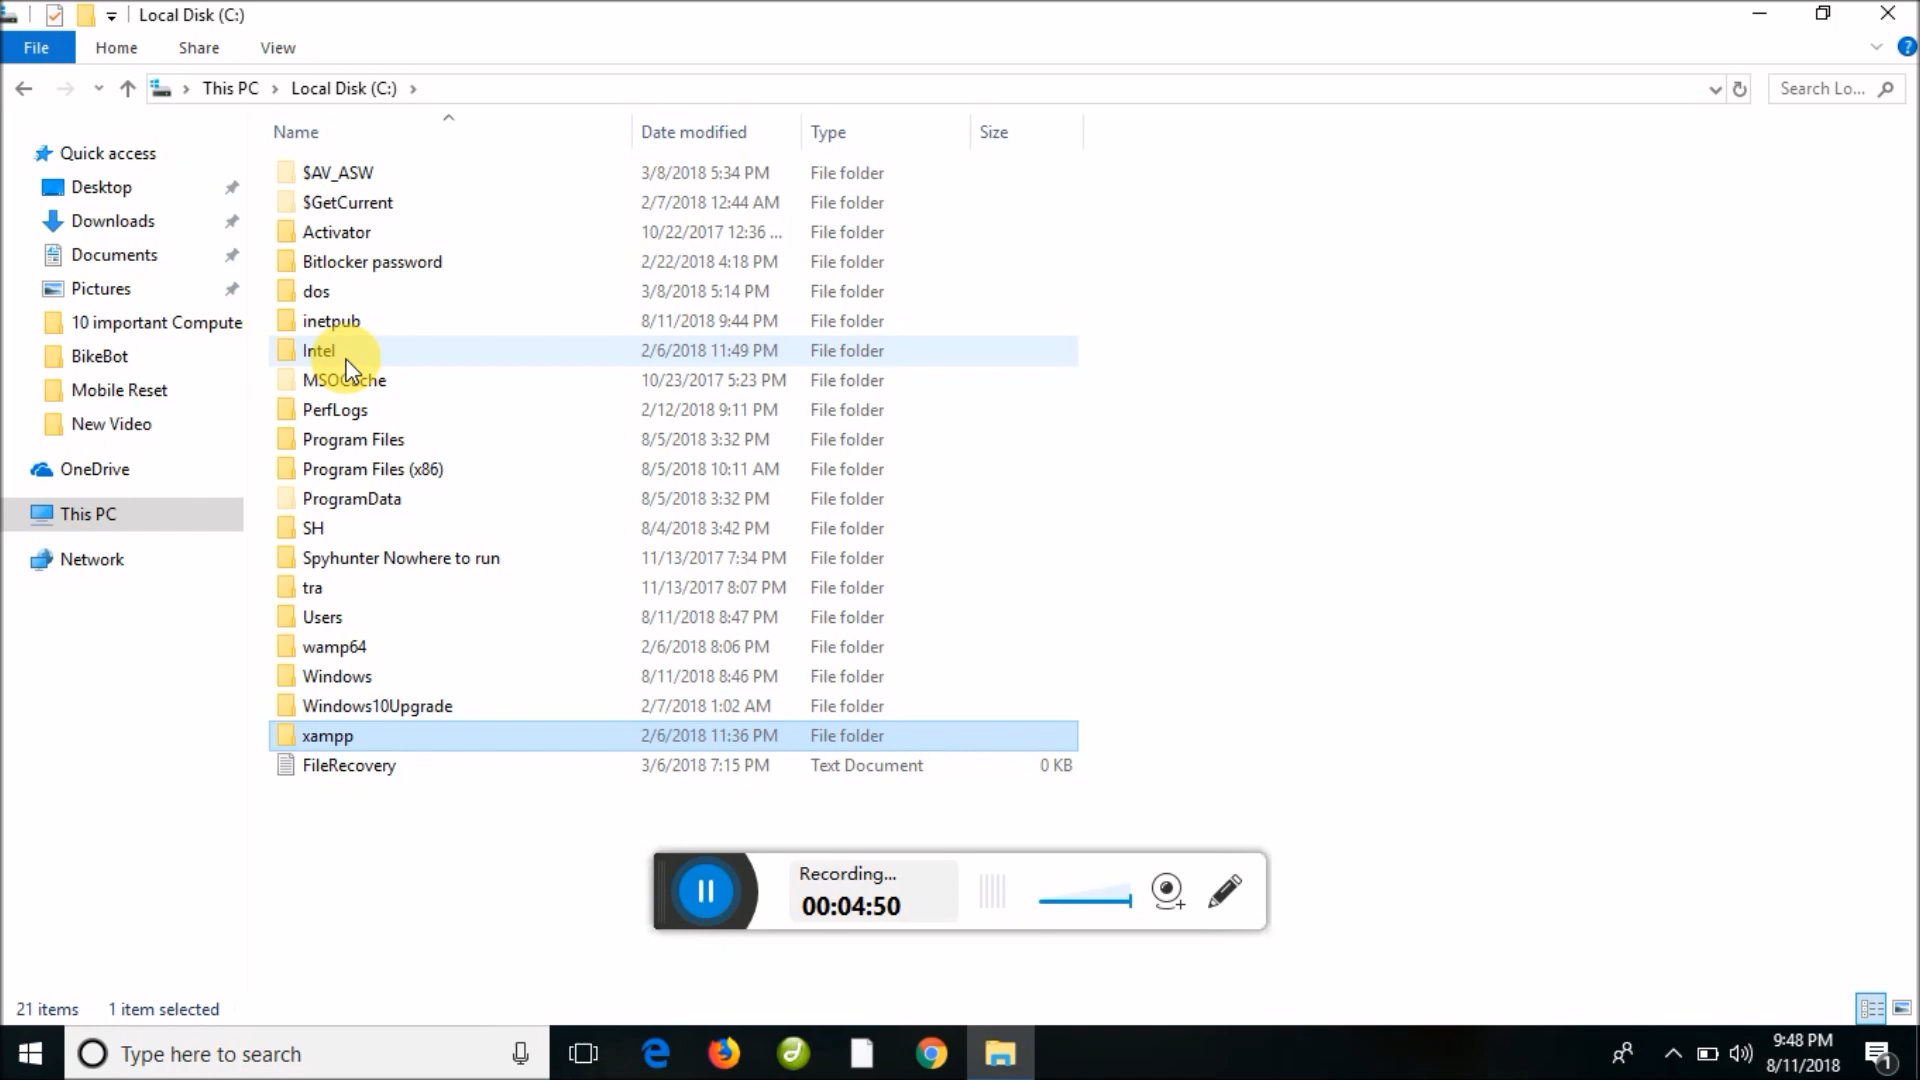 Local Disk (C:)
File Home Share View
This PC Local Disk (C:) Search Lo...
Name Date modified Type Size
Quick access
Desktop
Downloads
Documents
Pictures
10 important Compute
BikeBot
Mobile Reset
New Video
OneDrive
This PC
Network
$AV_ASW 3/8/2018 5:34 PM File folder
$GetCurrent 2/7/2018 12:44 AM File folder
Activator 10/22/2017 12:36 ... File folder
Bitlocker password 2/22/2018 4:18 PM File folder
dos 3/8/2018 5:14 PM File folder
inetpub 8/11/2018 9:44 PM File folder
Intel 2/6/2018 11:49 PM File folder
MSOCache 10/23/2017 5:23 PM File folder
PerfLogs 2/12/2018 9:11 PM File folder
Program Files 8/5/2018 3:32 PM File folder
Program Files (x86) 8/5/2018 10:11 AM File folder
ProgramData 8/5/2018 3:32 PM File folder
SH 8/4/2018 3:42 PM File folder
Spyhunter Nowhere to run 11/13/2017 7:34 PM File folder
tra 11/13/2017 8:07 PM File folder
Users 8/11/2018 8:47 PM File folder
wamp64 2/6/2018 8:06 PM File folder
Windows 8/11/2018 8:46 PM File folder
Windows10Upgrade 2/7/2018 1:02 AM File folder
xampp 2/6/2018 11:36 PM File folder
FileRecovery 3/6/2018 7:15 PM Text Document 0 KB
Recording...
00:04:50
21 items 1 item selected
Type here to search
9:48 PM
8/11/2018
1